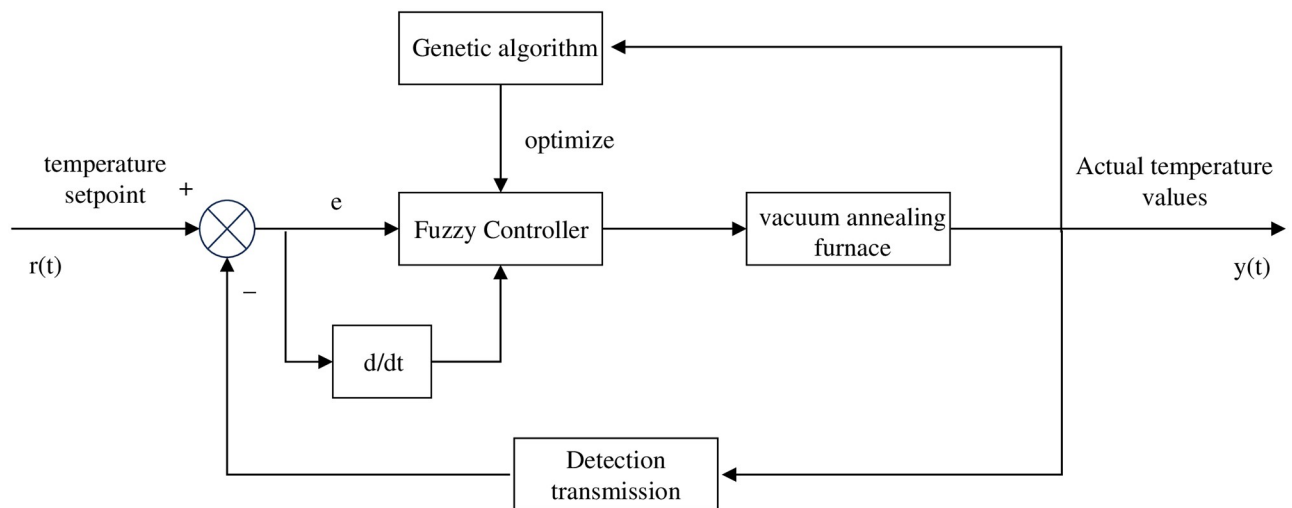 Genetic algorithm
optimize
temperature
setpoint
+
e
Fuzzy Controller
vacuum annealing
furnace
Actual temperature
values
r(t)
y(t)
−
d/dt
Detection
transmission